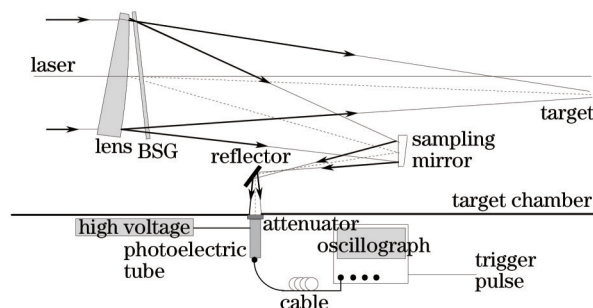 laser
target
lens
BSG
sampling
mirror
reflector
target chamber
attenuator
high voltage
oscillograph
photoelectric
tube
trigger
pulse
cable